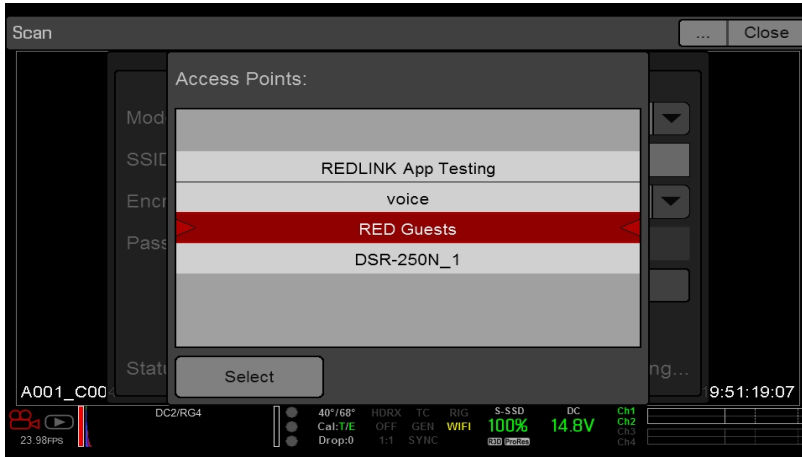 Scan
... Close
Access Points:
REDLINK App Testing
voice
RED Guests
DSR-250N_1
Select
Mod
SSID
Encr
Pass
Statu
ng...
A001_C00
9:51:19:07
DC2/RG4
23.98FPS
40°/68° HDRX TC RIG S-SSD DC Ch1
Cal:T/E OFF GEN WIFI 100% 14.8V Ch2
Drop:0 1:1 SYNC R3D ProRes Ch3
Ch4